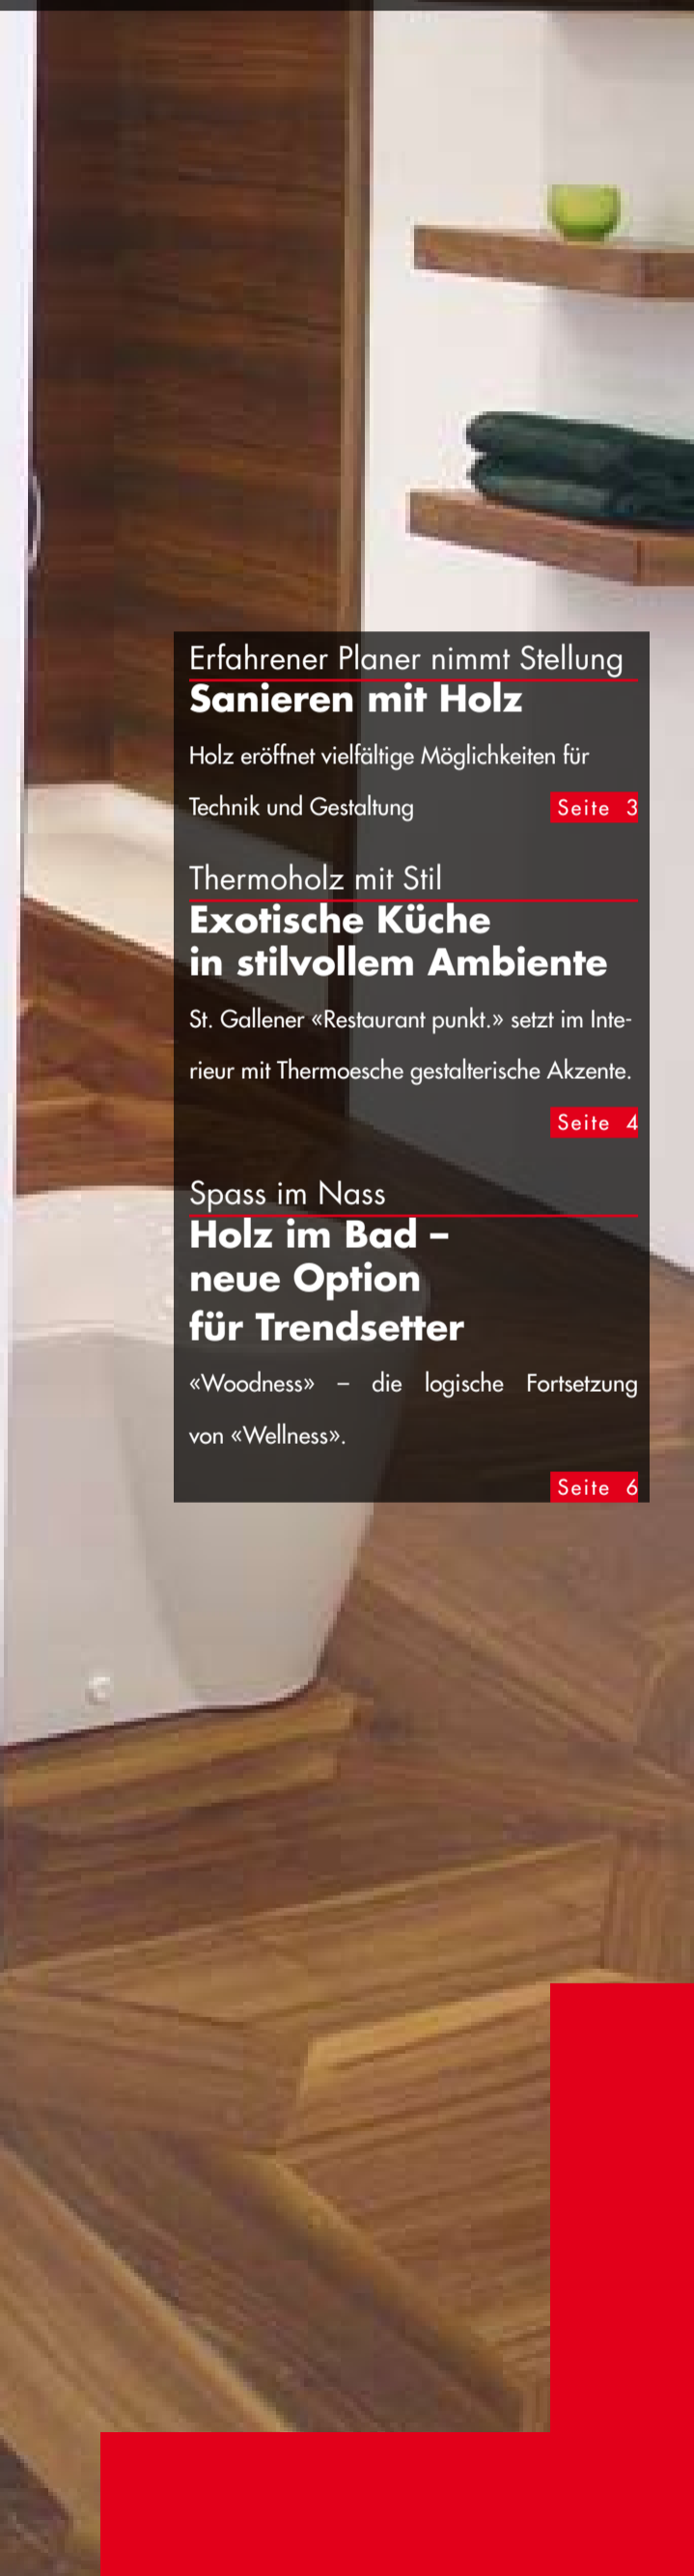 Erfahrener Planer nimmt Stellung
Sanieren mit Holz
Holz eröffnet vielfältige Möglichkeiten für
Technik und Gestaltung Seite 3
Thermoholz mit Stil
Exotische Küche
in stilvollem Ambiente
St. Gallener «Restaurant punkt.» setzt im Inte-
rieur mit Thermoesche gestalterische Akzente.
Seite 4
Spass im Nass
Holz im Bad –
neue Option
für Trendsetter
«Woodness» – die logische Fortsetzung
von «Wellness».
Seite 6